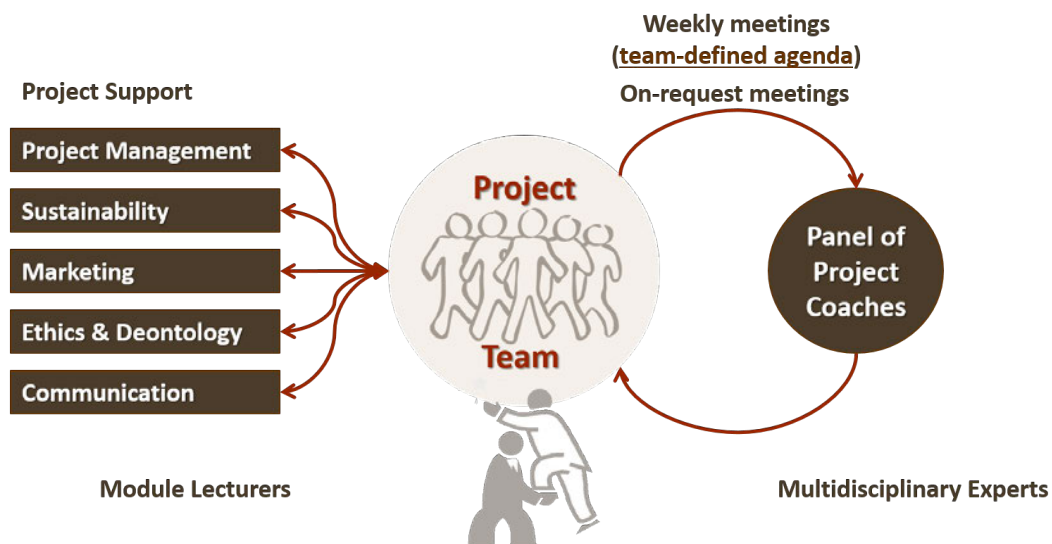 Project Support
Project Management
Sustainability
Marketing
Ethics & Deontology
Communication
Module Lecturers
Project
Team
Weekly meetings
(team-defined agenda)
On-request meetings
Panel of
Project
Coaches
Multidisciplinary Experts